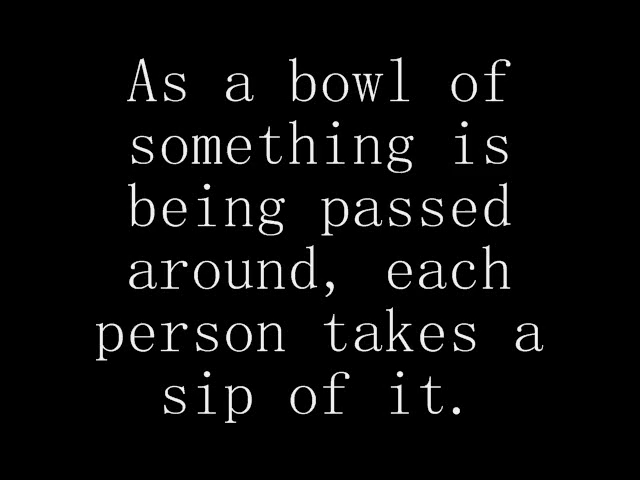 As a bowl of
something is
being passed
around, each
person takes a
sip of it.